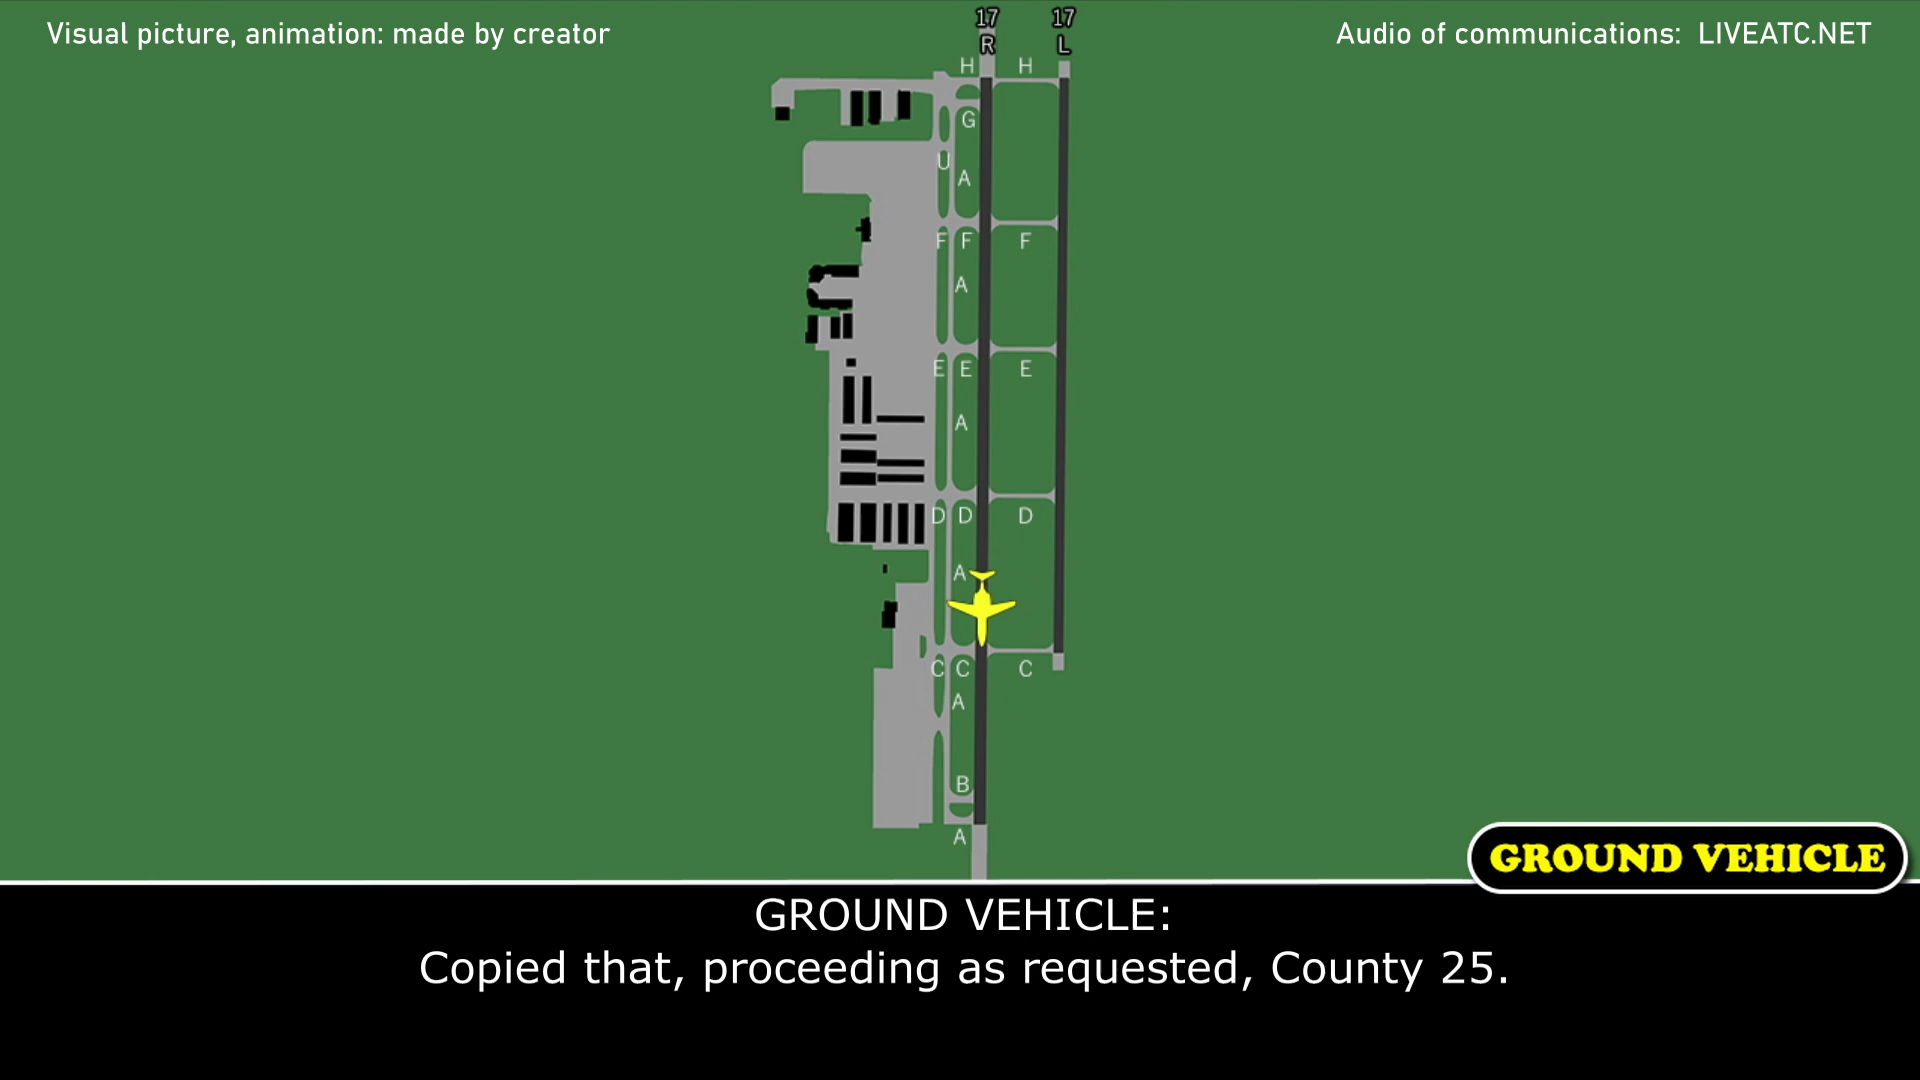 Visual picture, animation: made by creator
Audio of communications: LIVEATC.NET
17 17
R L
H H
G
U
A
F F F
A
E E E
A
D D D
A
C C C
A
B
A
GROUND VEHICLE
GROUND VEHICLE:
Copied that, proceeding as requested, County 25.